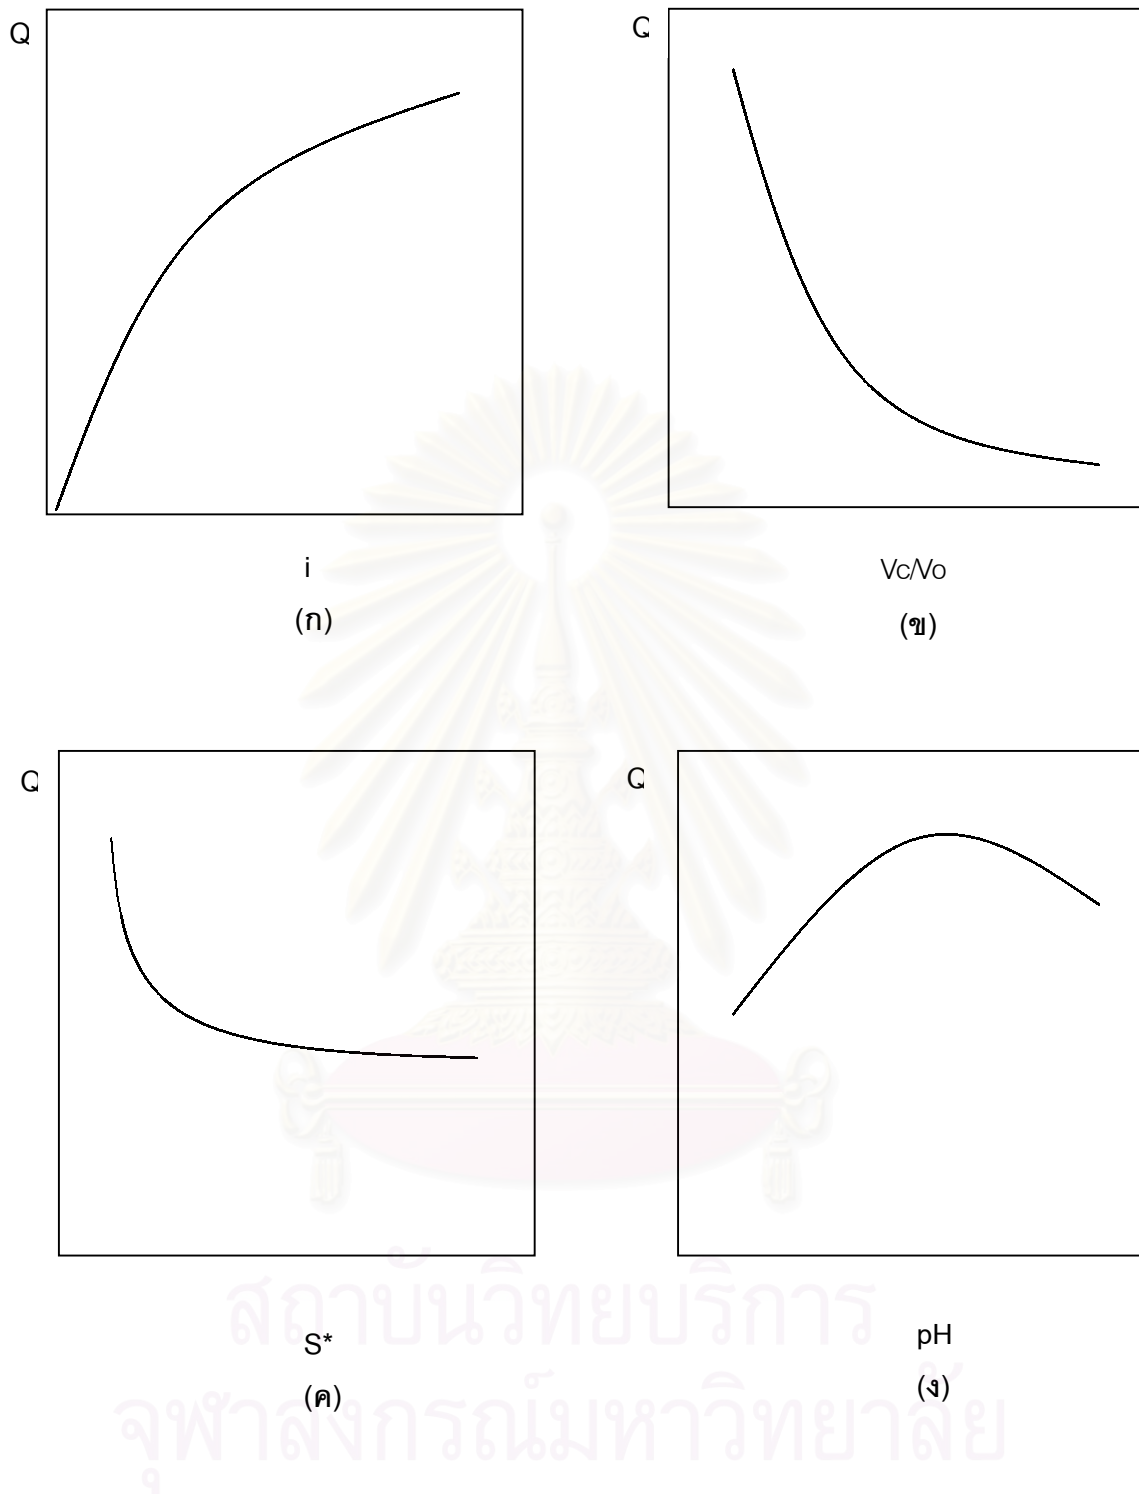 Q
i
(ก)
Q
Vc/Vo
(ข)
Q
S*
(ค)
Q
pH
(ง)
สถาบันวิทยบริการ
จุฬาลงกรณ์มหาวิทยาลัย